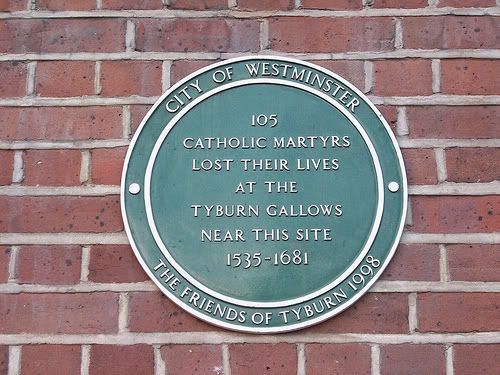 CITY OF WESTMINSTER
105
CATHOLIC MARTYRS
LOST THEIR LIVES
AT THE
TYBURN GALLOWS
NEAR THIS SITE
1535-1681
THE FRIENDS OF TYBURN 1998